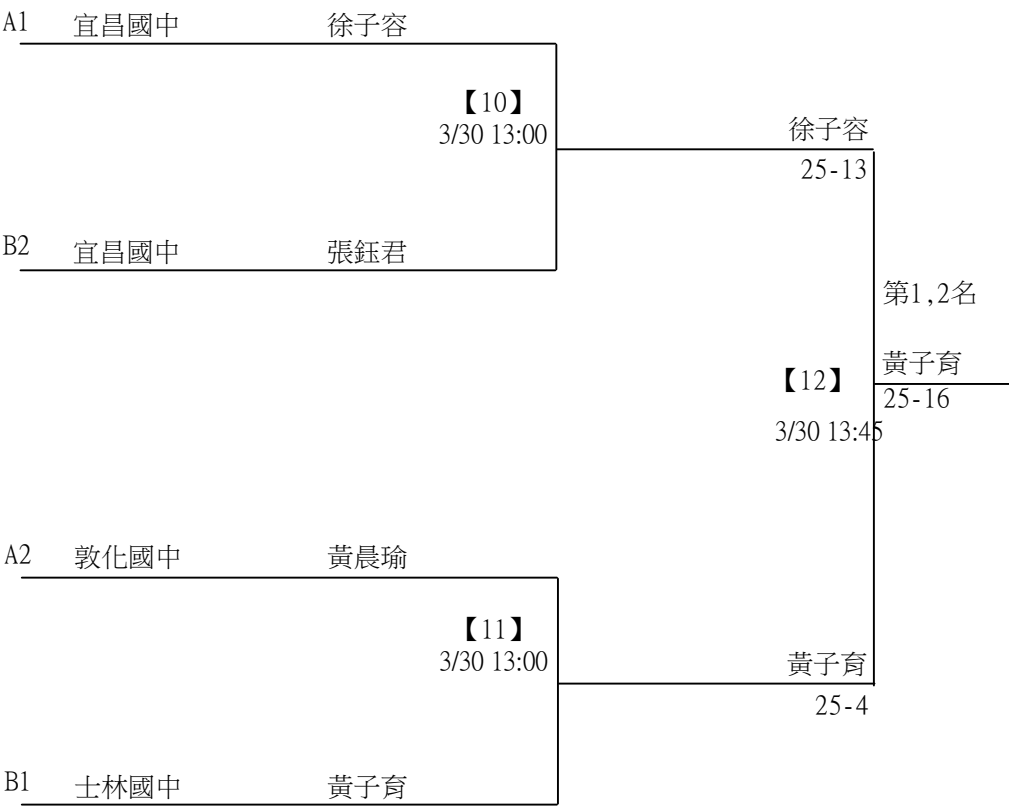 A1 宜昌國中 徐子容
【10】
3/30 13:00
徐子容
25-13
B2 宜昌國中 張鈺君
第1,2名
黃子育
【12】
25-16
3/30 13:45
A2 敦化國中 黃晨瑜
【11】
3/30 13:00
黃子育
25-4
B1 士林國中 黃子育